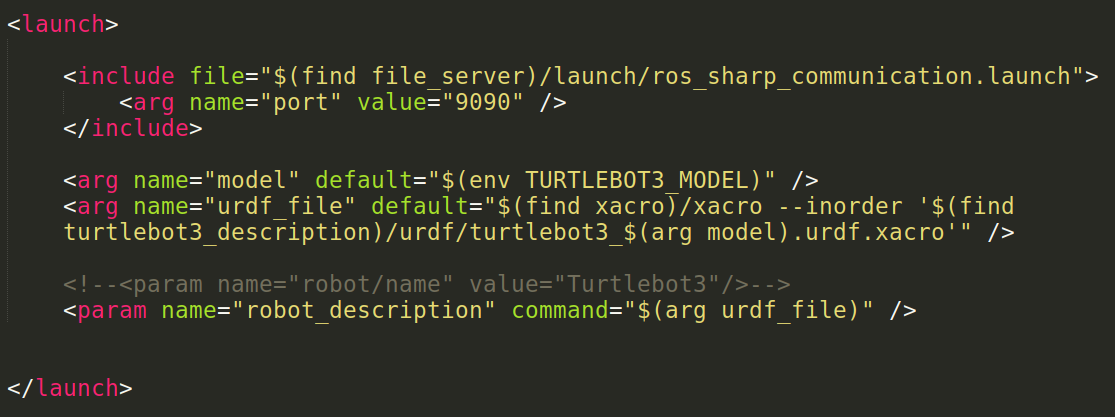 <launch>
<include file="$(find file_server)/launch/ros_sharp_communication.launch">
<arg name="port" value="9090" />
</include>
<arg name="model" default="$(env TURTLEBOT3_MODEL)" />
<arg name="urdf_file" default="$(find xacro)/xacro --inorder '$(find
turtlebot3_description)/urdf/turtlebot3_$(arg model).urdf.xacro'" />
<!--<param name="robot/name" value="Turtlebot3"/>-->
<param name="robot_description" command="$(arg urdf_file)" />
</launch>